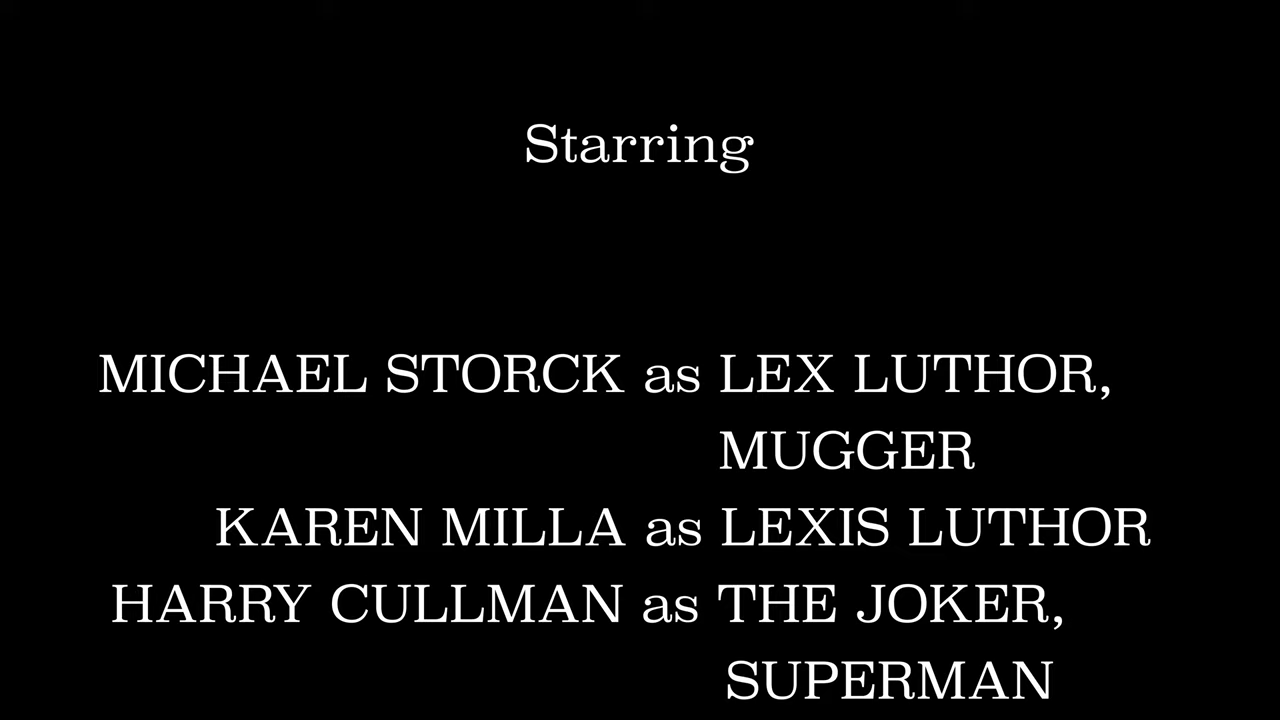 Starring
MICHAEL STORCK as LEX LUTHOR,
MUGGER
KAREN MILLA as LEXIS LUTHOR
HARRY CULLMAN as THE JOKER,
SUPERMAN